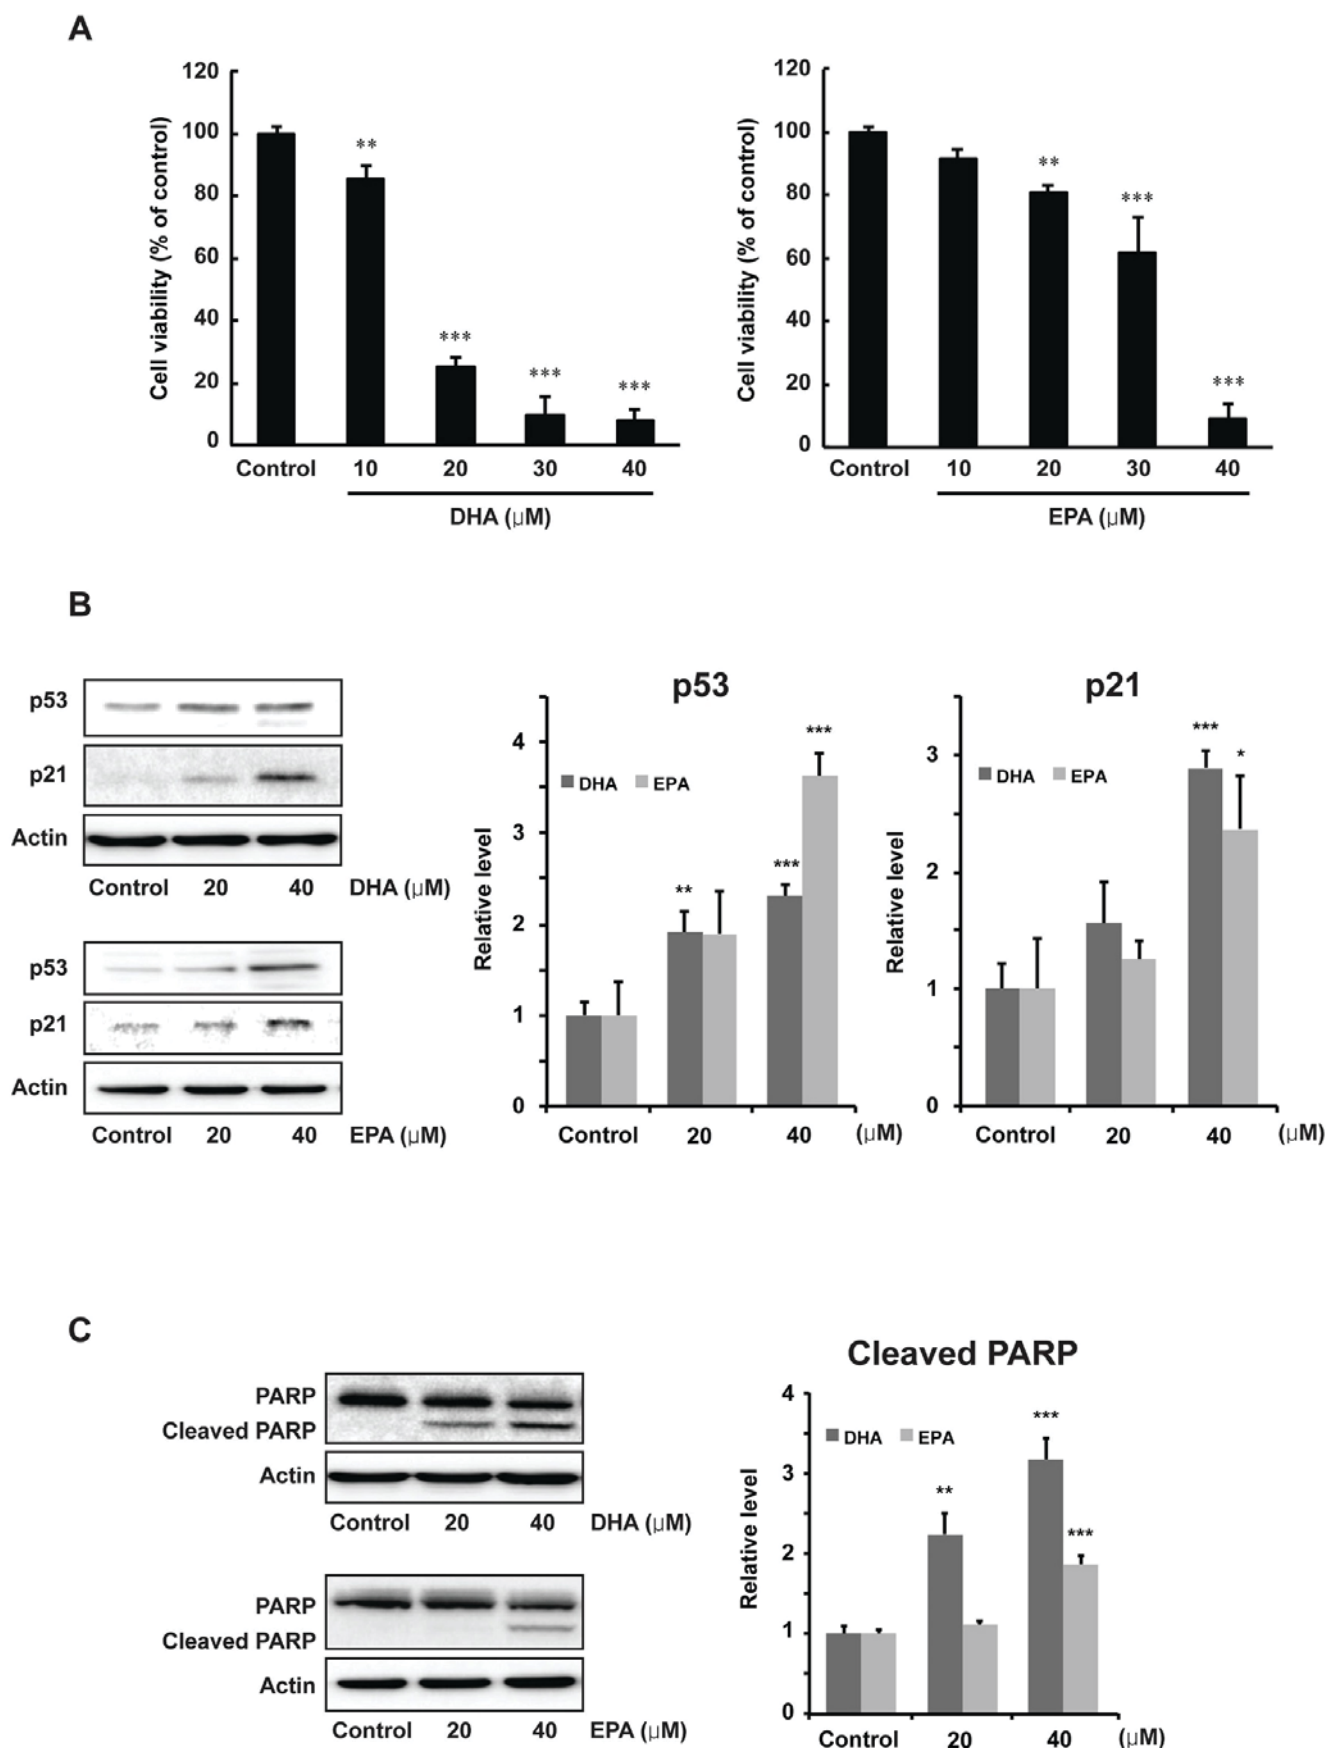 A
120
100
80
60
40
20
0
Cell viability (% of control)
**
***
***
***
Control 10 20 30 40
DHA (μM)
120
100
80
60
40
20
0
Cell viability (% of control)
**
***
***
Control 10 20 30 40
EPA (μM)
B
p53
p21
Actin
Control 20 40 DHA (μM)
p53
p21
Actin
Control 20 40 EPA (μM)
p53
4
3
2
1
0
Relative level
DHA EPA
**
***
***
Control 20 40 (μM)
p21
3
2
1
0
Relative level
DHA EPA
***
*
Control 20 40 (μM)
C
PARP
Cleaved PARP
Actin
Control 20 40 DHA (μM)
PARP
Cleaved PARP
Actin
Control 20 40 EPA (μM)
Cleaved PARP
4
3
2
1
0
Relative level
DHA EPA
**
***
***
Control 20 40 (μM)